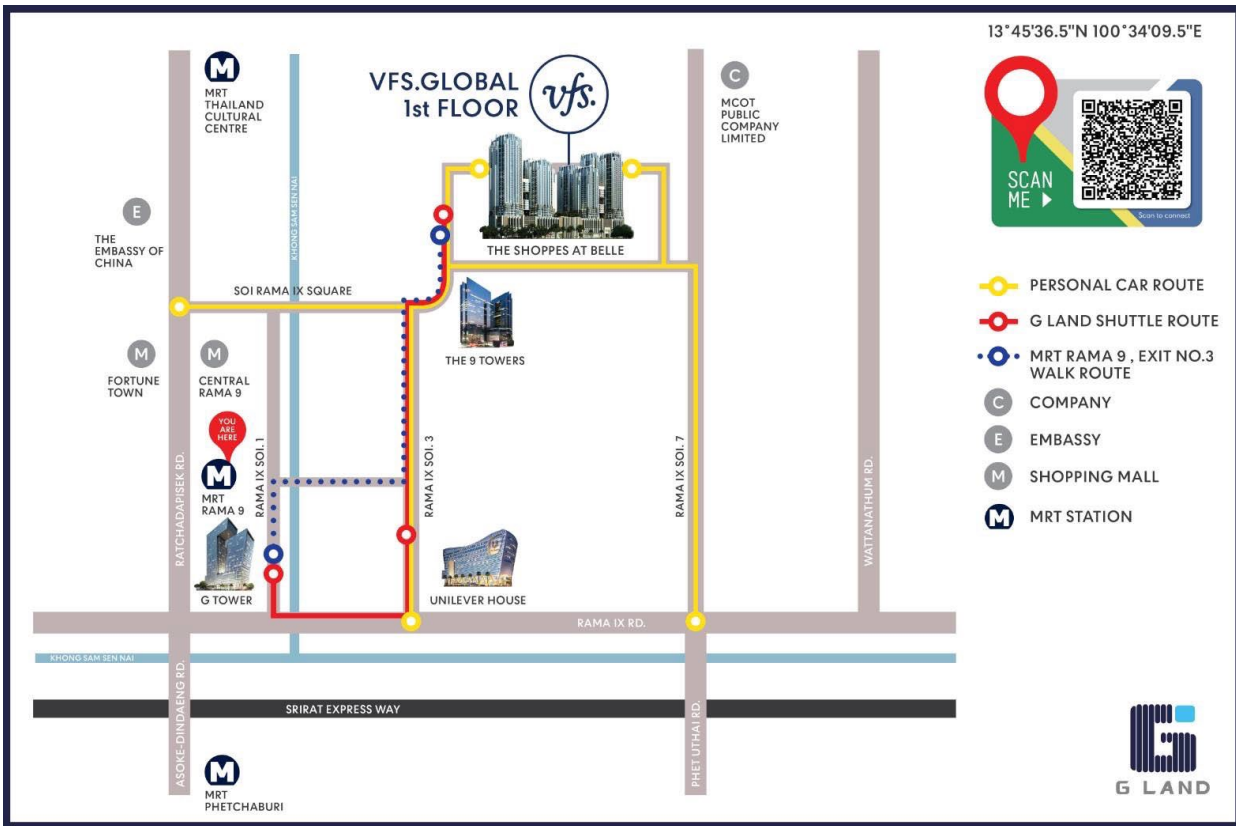 13°45'36.5"N 100°34'09.5"E
M
MRT
THAILAND
CULTURAL
CENTRE
VFS.GLOBAL
1st FLOOR
vfs.
C
MCOT
PUBLIC
COMPANY
LIMITED
SCAN
ME
Scan to connect
KHONG SAM SEN NAI
E
THE
EMBASSY OF
CHINA
THE SHOPPES AT BELLE
SOI RAMA IX SQUARE
PERSONAL CAR ROUTE
G LAND SHUTTLE ROUTE
MRT RAMA 9 , EXIT NO.3
WALK ROUTE
C
COMPANY
E
EMBASSY
M
SHOPPING MALL
M
MRT STATION
M
FORTUNE
TOWN
M
CENTRAL
RAMA 9
THE 9 TOWERS
YOU
ARE
HERE
M
MRT
RAMA 9
RATCHADAPISEK RD.
RAMA IX SOI. 1
RAMA IX SOI. 3
RAMA IX SOI. 7
WATTANATHUM RD.
G TOWER
UNILEVER HOUSE
RAMA IX RD.
KHONG SAM SEN NAI
SRIRAT EXPRESS WAY
ASOKE-DINDAENG RD.
PHET UTHAI RD.
M
MRT
PHETCHABURI
G LAND